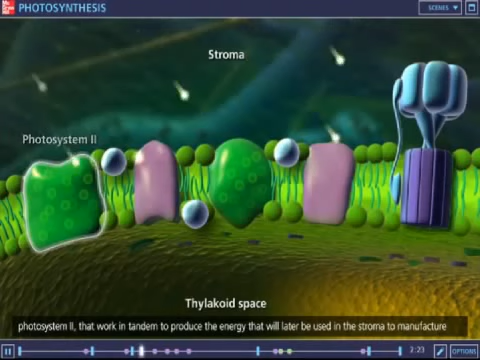 PHOTOSYNTHESIS
SCENES
Stroma
Photosystem II
Thylakoid space
photosystem II, that work in tandem to produce the energy that will later be used in the stroma to manufacture
2:23
OPTIONS